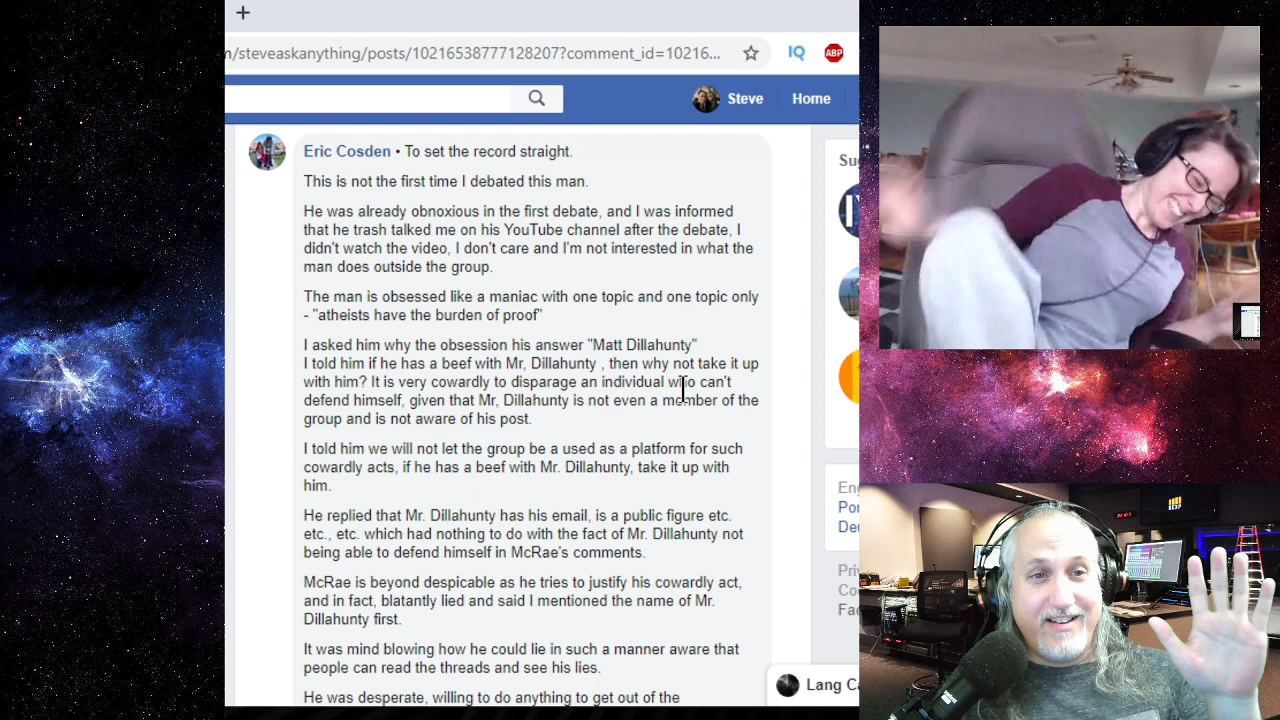 m/steveaskanything/posts/10216538777128207?comment_id=10216...
IQ
ABP
Steve
Home
Eric Cosden • To set the record straight.
This is not the first time I debated this man.
He was already obnoxious in the first debate, and I was informed
that he trash talked me on his YouTube channel after the debate, I
didn't watch the video, I don't care and I'm not interested in what the
man does outside the group.
The man is obsessed like a maniac with one topic and one topic only
- "atheists have the burden of proof"
I asked him why the obsession his answer "Matt Dillahunty"
I told him if he has a beef with Mr, Dillahunty , then why not take it up
with him? It is very cowardly to disparage an individual who can't
defend himself, given that Mr, Dillahunty is not even a member of the
group and is not aware of his post.
I told him we will not let the group be a used as a platform for such
cowardly acts, if he has a beef with Mr. Dillahunty, take it up with
him.
He replied that Mr. Dillahunty has his email, is a public figure etc.
etc., etc. which had nothing to do with the fact of Mr. Dillahunty not
being able to defend himself in McRae's comments.
McRae is beyond despicable as he tries to justify his cowardly act,
and in fact, blatantly lied and said I mentioned the name of Mr.
Dillahunty first.
It was mind blowing how he could lie in such a manner aware that
people can read the threads and see his lies.
He was desperate, willing to do anything to get out of the
Su
Eng
Por
Deu
Priv
Coo
Fac
Lang Ca